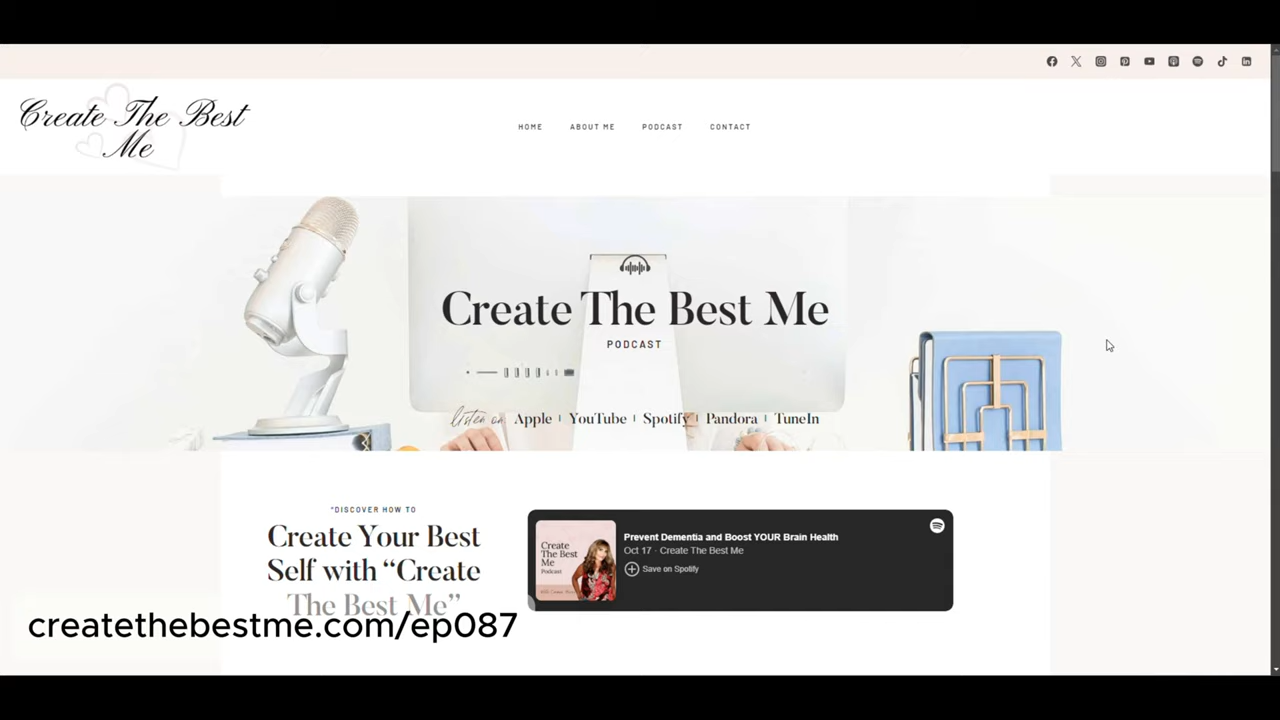 Create The Best
Me
HOME ABOUT ME PODCAST CONTACT
Create The Best Me
PODCAST
listen on Apple | YouTube | Spotify | Pandora | TuneIn
"DISCOVER HOW TO
Create Your Best
Self with “Create
The Best Me”
Create
The Best
Me
Podcast
Prevent Dementia and Boost YOUR Brain Health
Oct 17 · Create The Best Me
Save on Spotify
createthebestme.com/ep087